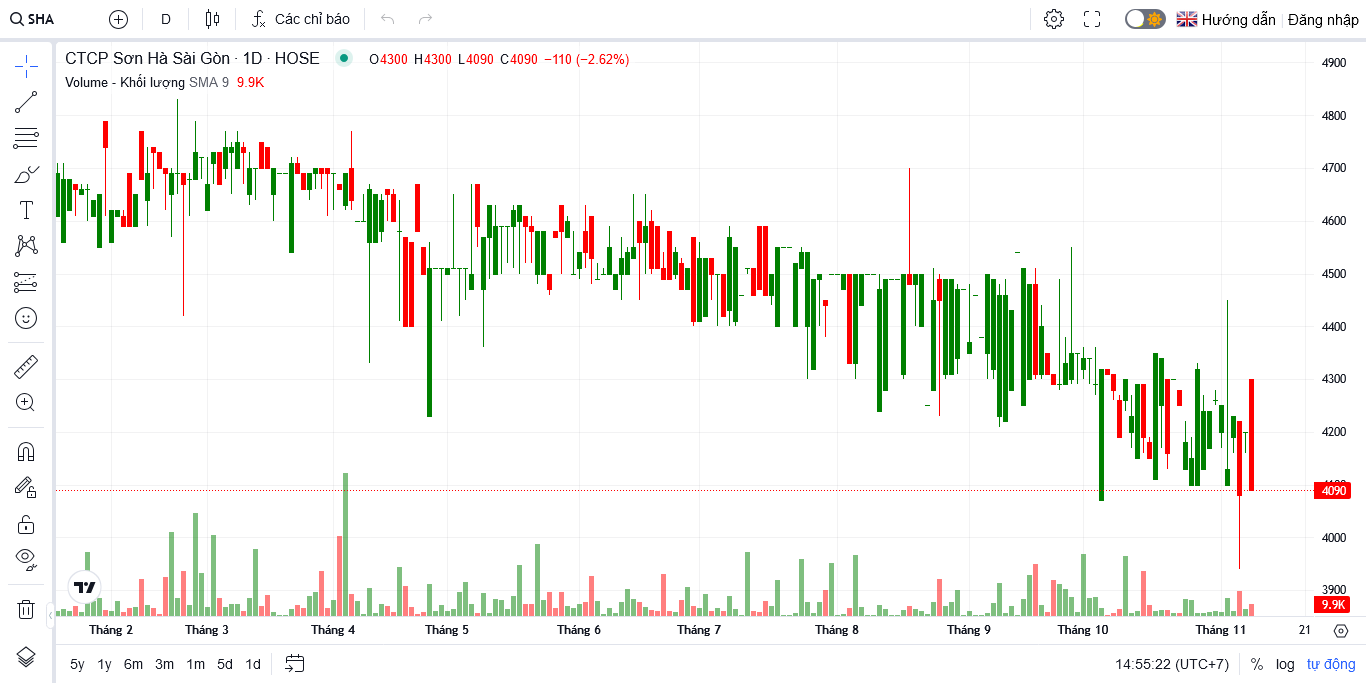 SHA D Các chỉ báo Hướng dẫn Đăng nhập
CTCP Sơn Hà Sài Gòn · 1D · HOSE O4300 H4300 L4090 C4090 −110 (−2.62%)
Volume - Khối lượng SMA 9 9.9K
4900
4800
4700
4600
4500
4400
4300
4200
4090
4000
3900
9.9K
Tháng 2 Tháng 3 Tháng 4 Tháng 5 Tháng 6 Tháng 7 Tháng 8 Tháng 9 Tháng 10 Tháng 11 21
5y 1y 6m 3m 1m 5d 1d 14:55:22 (UTC+7) % log tự động